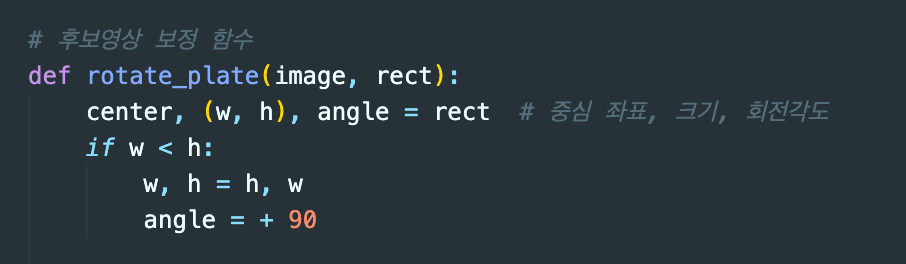 # 후보영상 보정 함수
def rotate_plate(image, rect):
    center, (w, h), angle = rect  # 중심 좌표, 크기, 회전각도
    if w < h:
        w, h = h, w
        angle = + 90